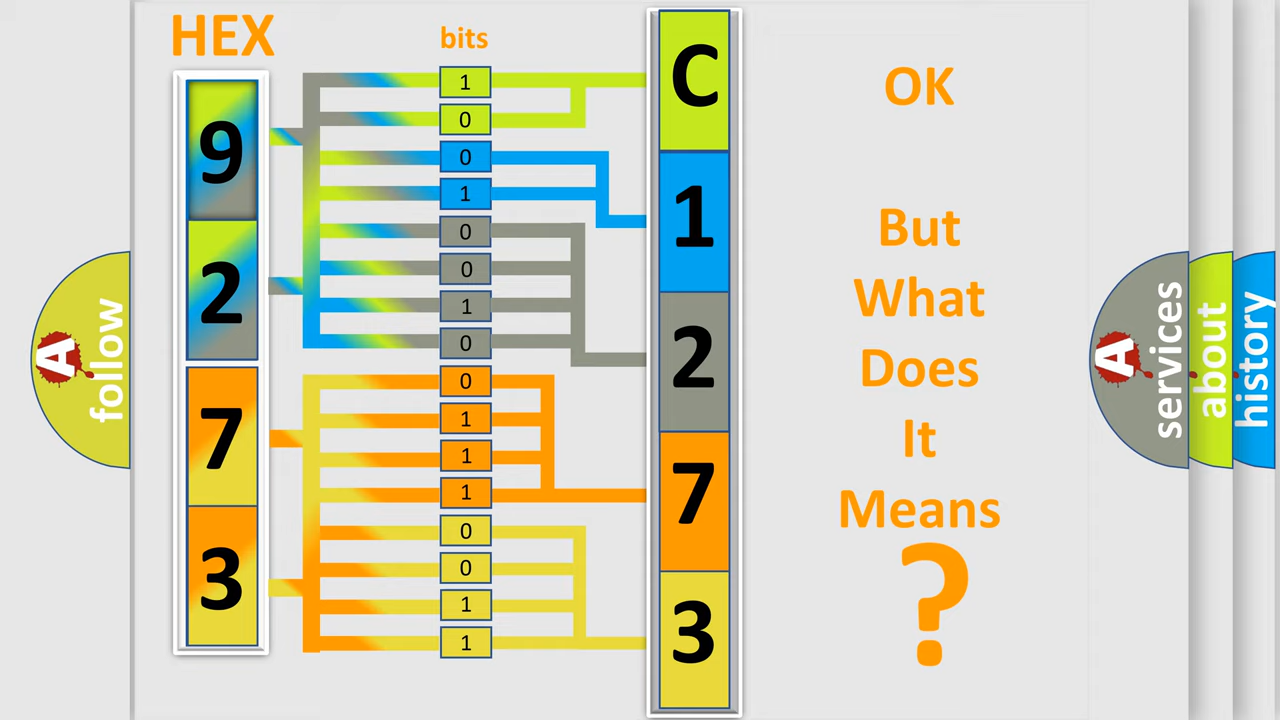 HEX
bits
9
2
7
3
1
0
0
1
0
0
1
0
0
1
1
1
0
0
1
1
C
1
2
7
3
OK
But
What
Does
It
Means
?
A
follow
A
services
about
history